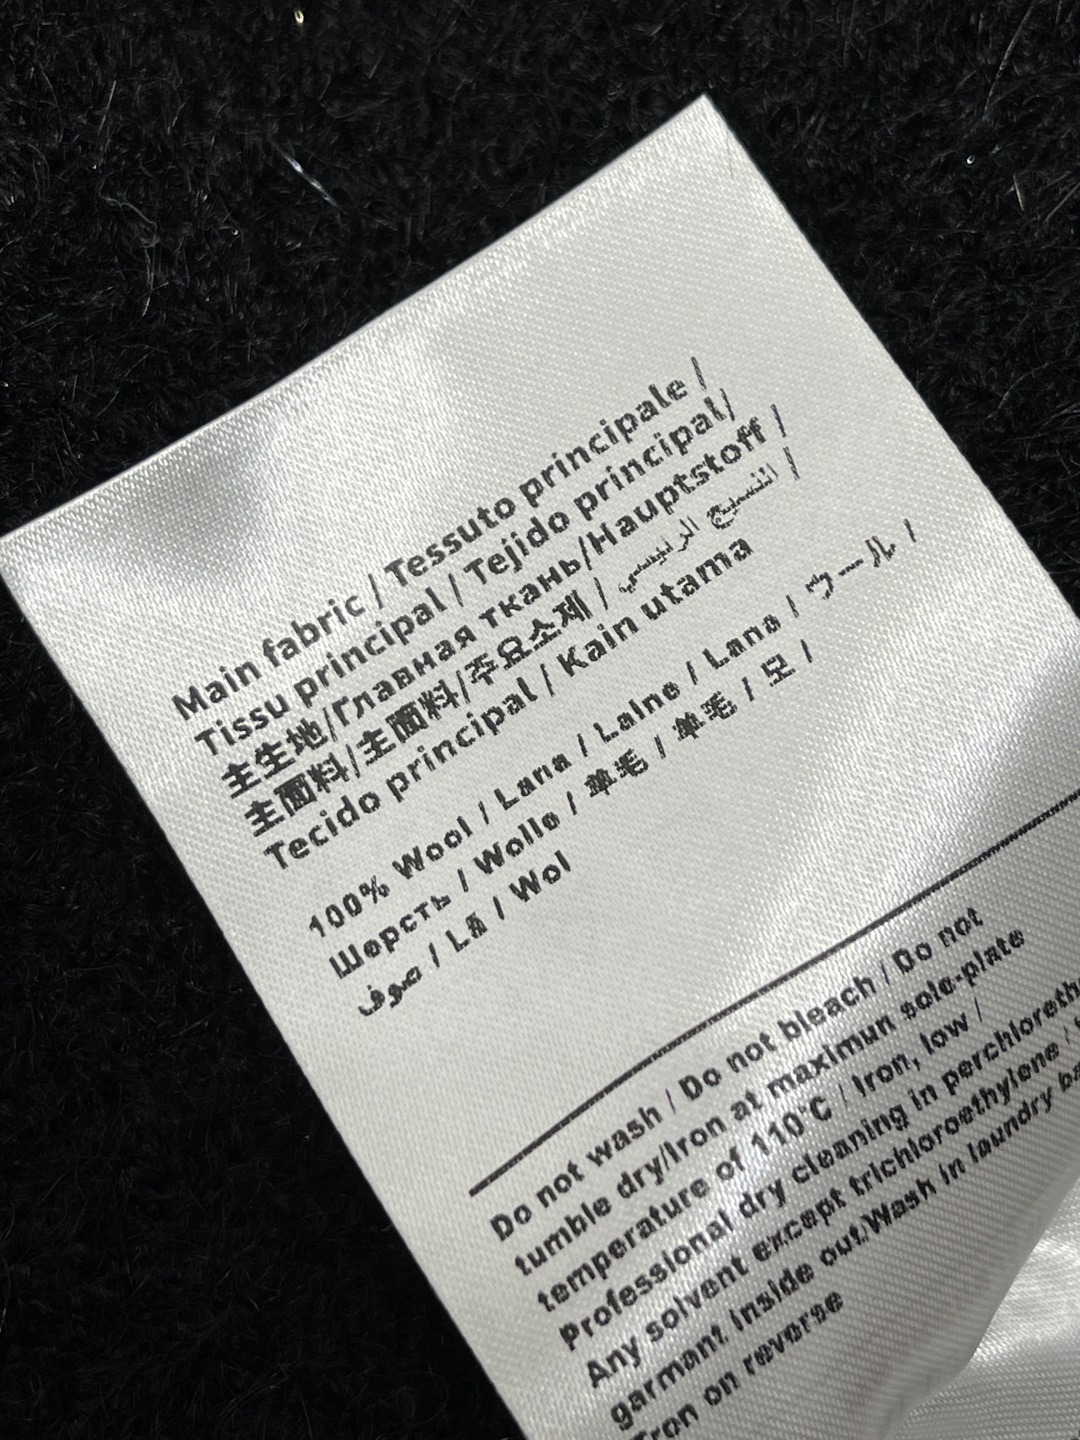 Main fabric / Tessuto principale /
Tissu principal / Tejido principal/
主生地/Главная ткань/Hauptstoff /
主面料/主面料/주요소제 / النسيج الرئيسي /
Tecido principal / Kain utama
100% Wool / Lana / Laine / Lana / ウール /
Шерсть / Wolle / 羊毛 / 羊毛 / 모 /
صوف / Lã / Wol
Do not wash / Do not bleach / Do not
tumble dry/Iron at maximun sole-plate
temperature of 110°C / Iron, low /
Professional dry cleaning in
Any solvent except trichloroethylene /
garmant inside out/Wash in laundry
Iron on reverse